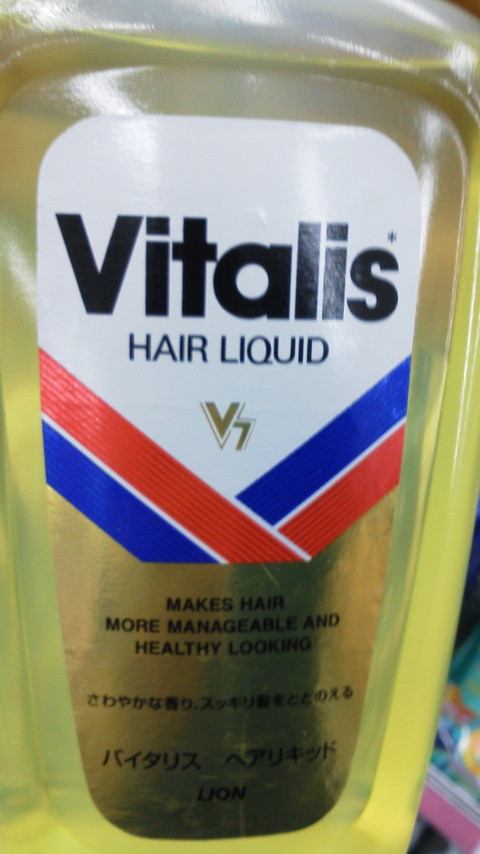 Vitalis*
HAIR LIQUID
V7
MAKES HAIR
MORE MANAGEABLE AND
HEALTHY LOOKING
さわやかな香り、スッキリ髪をととのえる
バイタリス ヘアリキッド
LION